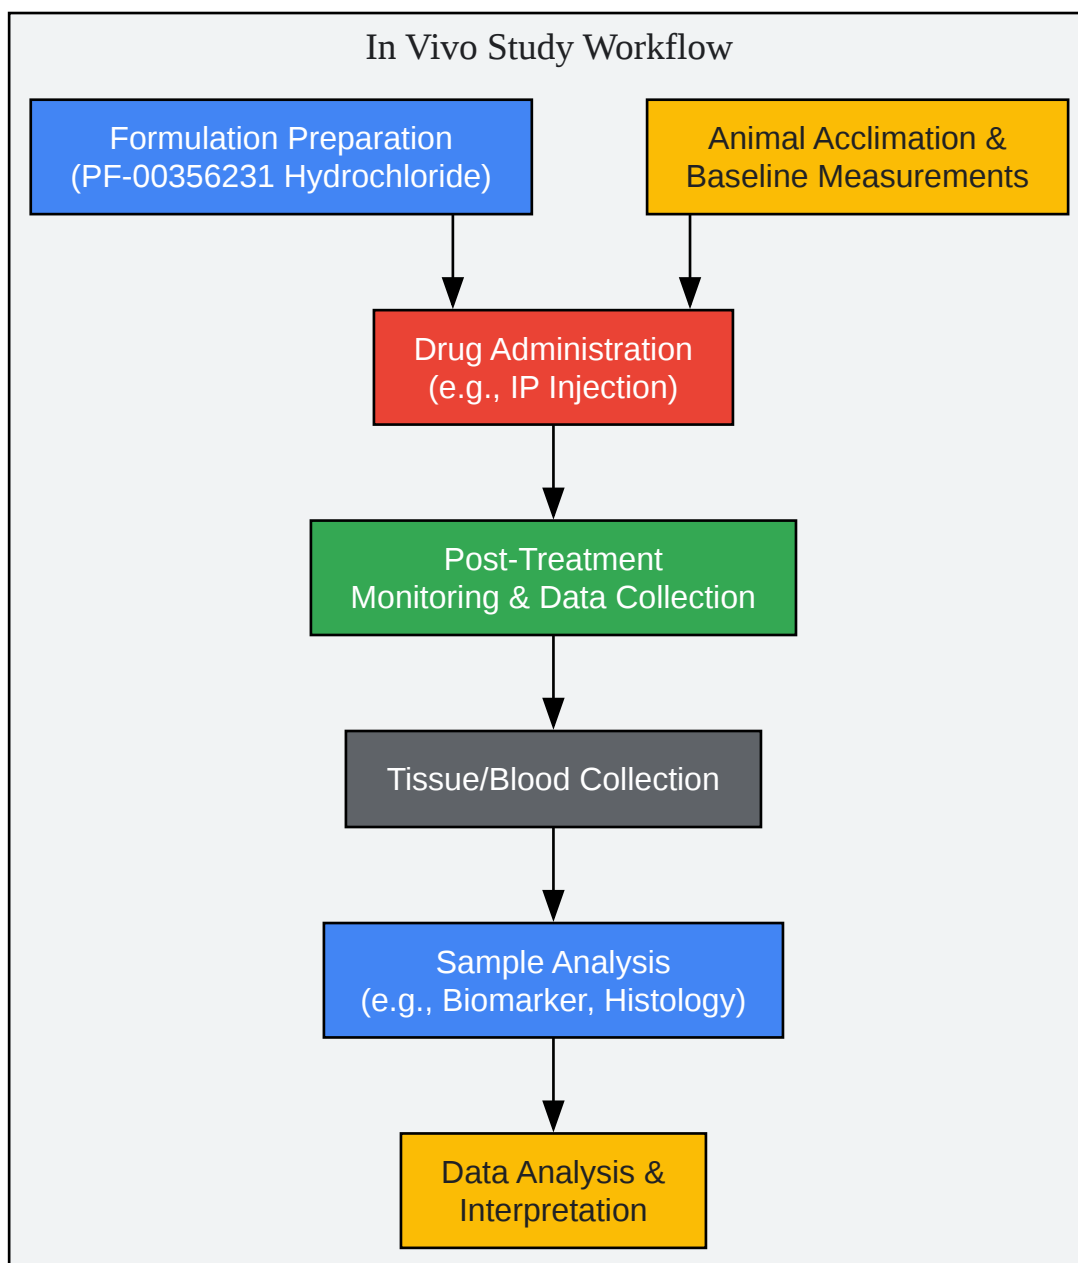 In Vivo Study Workflow
Formulation Preparation
(PF-00356231 Hydrochloride)
Animal Acclimation &
Baseline Measurements
Drug Administration
(e.g., IP Injection)
Post-Treatment
Monitoring & Data Collection
Tissue/Blood Collection
Sample Analysis
(e.g., Biomarker, Histology)
Data Analysis &
Interpretation